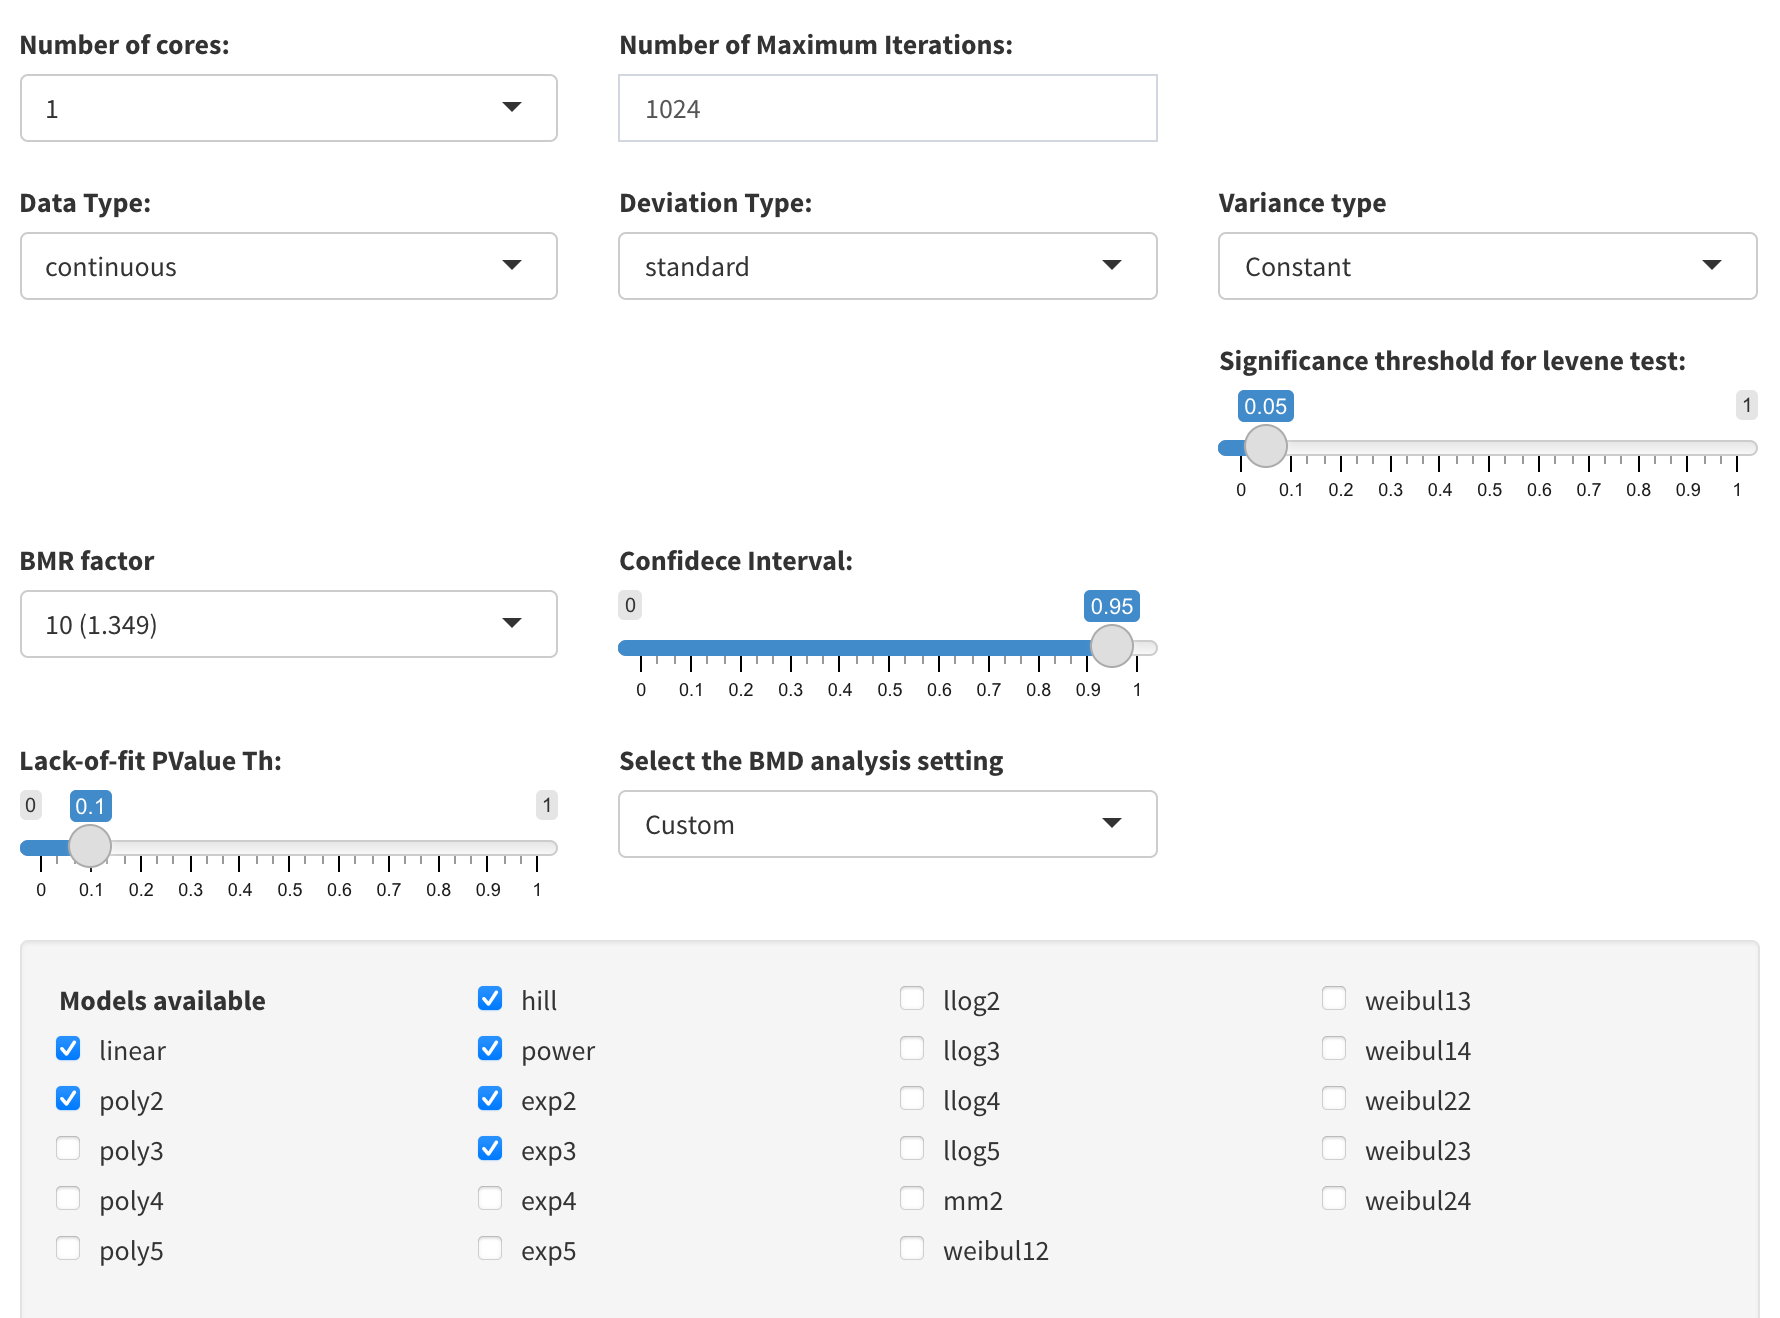 Number of cores:
Number of Maximum Iterations:
1
1024
Data Type:
Deviation Type:
Variance type
continuous
standard
Constant
Significance threshold for levene test:
0.05
1
0 0.1 0.2 0.3 0.4 0.5 0.6 0.7 0.8 0.9 1
BMR factor
10 (1.349)
Confidece Interval:
0
0.95
0 0.1 0.2 0.3 0.4 0.5 0.6 0.7 0.8 0.9 1
Lack-of-fit PValue Th:
0
0.1
1
0 0.1 0.2 0.3 0.4 0.5 0.6 0.7 0.8 0.9 1
Select the BMD analysis setting
Custom
Models available
linear
poly2
poly3
poly4
poly5
hill
power
exp2
exp3
exp4
exp5
llog2
llog3
llog4
llog5
mm2
weibul12
weibul13
weibul14
weibul22
weibul23
weibul24